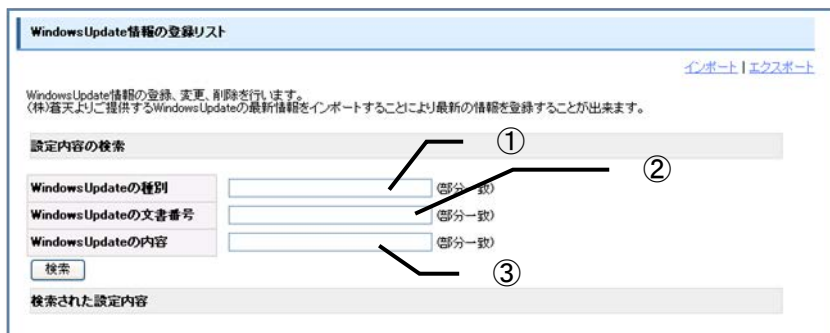 WindowsUpdate情報の登録リスト
インポート | エクスポート
WindowsUpdate情報の登録、変更、削除を行います。
(株)蒼天よりご提供するWindowsUpdateの最新情報をインポートすることにより最新の情報を登録することが出来ます。
設定内容の検索
①
②
WindowsUpdateの種別 (部分一致)
WindowsUpdateの文書番号 (部分一致)
WindowsUpdateの内容 (部分一致)
検索 ③
検索された設定内容